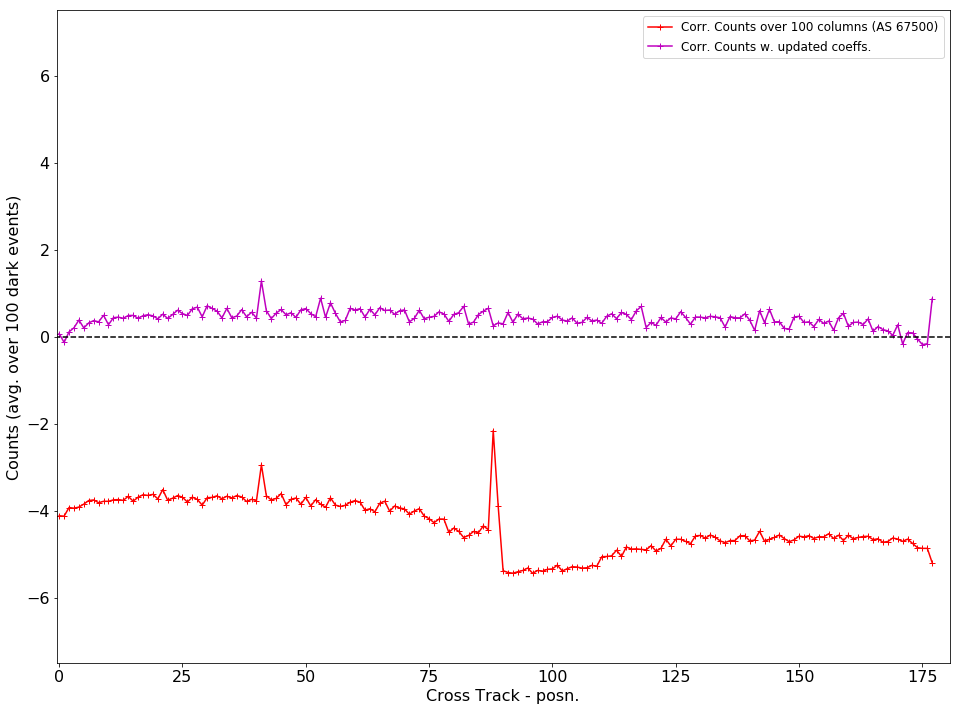 Corr. Counts over 100 columns (AS 67500)
Corr. Counts w. updated coeffs.
Counts (avg. over 100 dark events)
6
4
2
0
−2
−4
−6
0 25 50 75 100 125 150 175
Cross Track - posn.